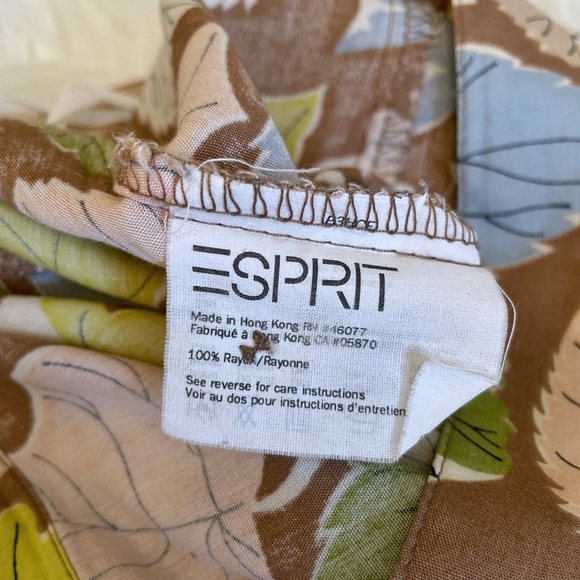 ESPRIT
Made in Hong Kong RN #46077
Fabriqué à Hong Kong CA #05870
100% Rayon/Rayonne
See reverse for care instructions
Voir au dos pour instructions d'entretien